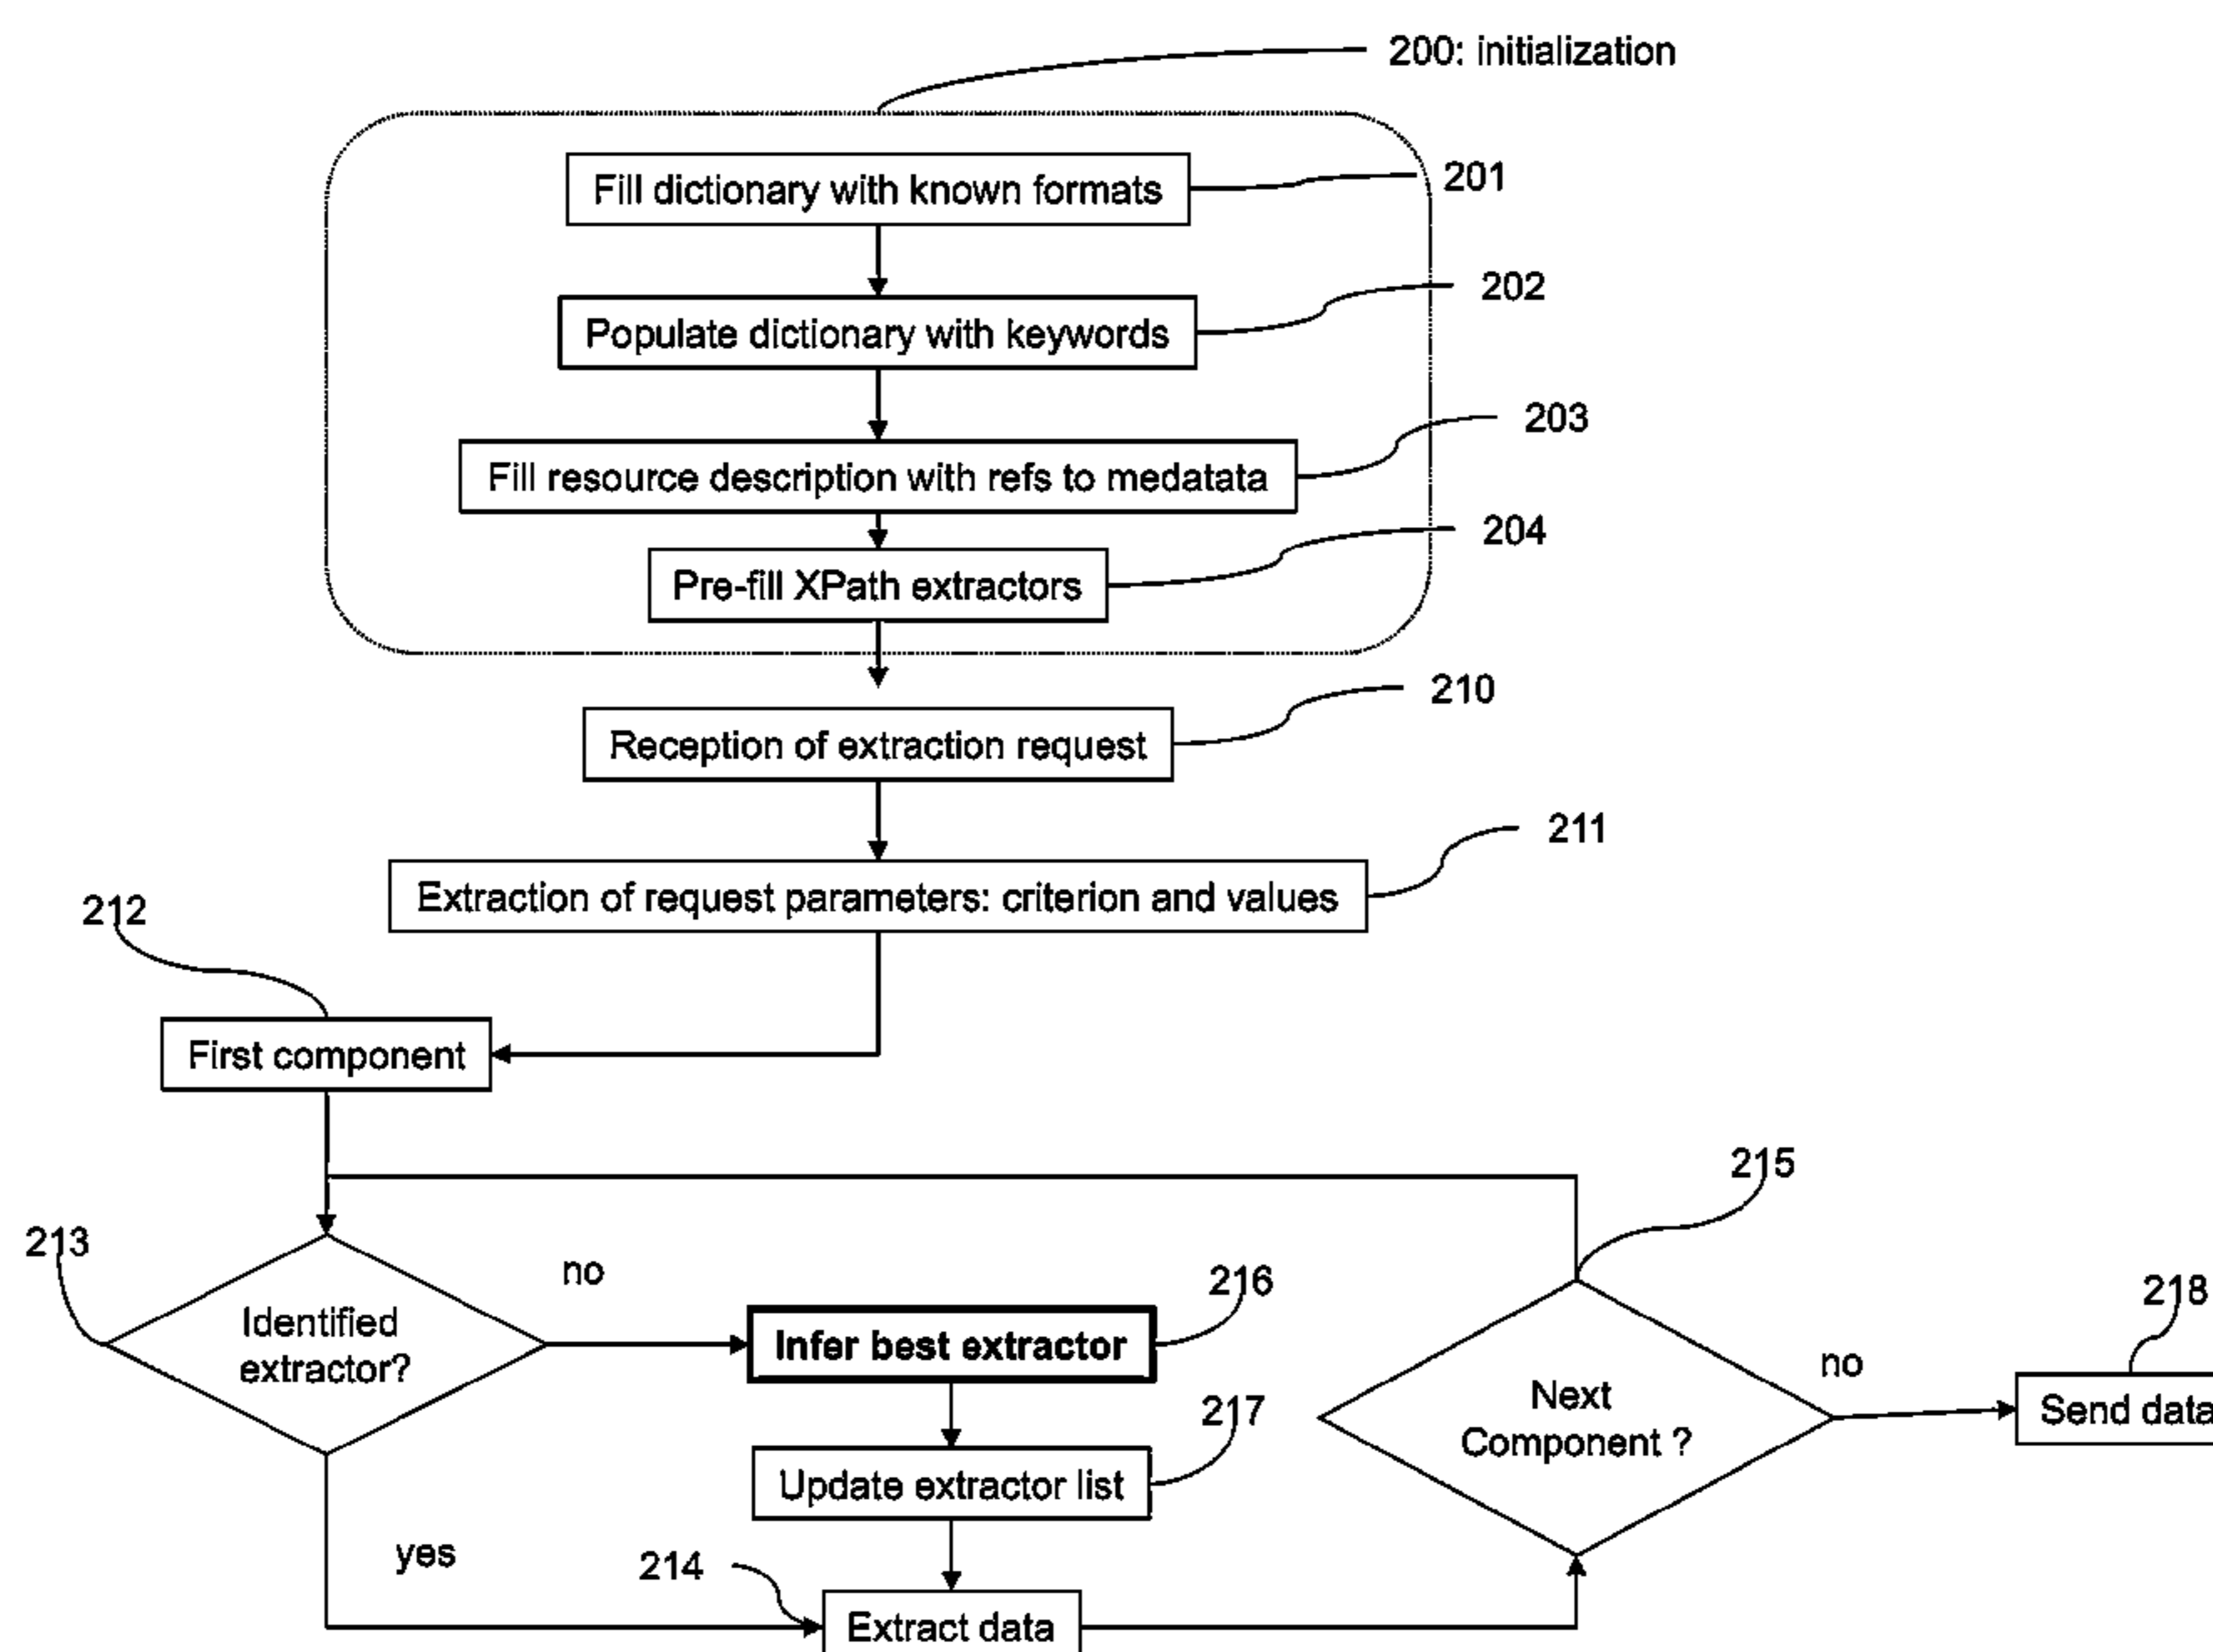 200: initialization
Fill dictionary with known formats
201
Populate dictionary with keywords
202
Fill resource description with refs to medatata
203
Pre-fill XPath extractors
204
Reception of extraction request
210
Extraction of request parameters: criterion and values
211
212
First component
213
Identified
extractor?
no
yes
Infer best extractor
216
Update extractor list
217
214
Extract data
215
Next
Component ?
no
218
Send data